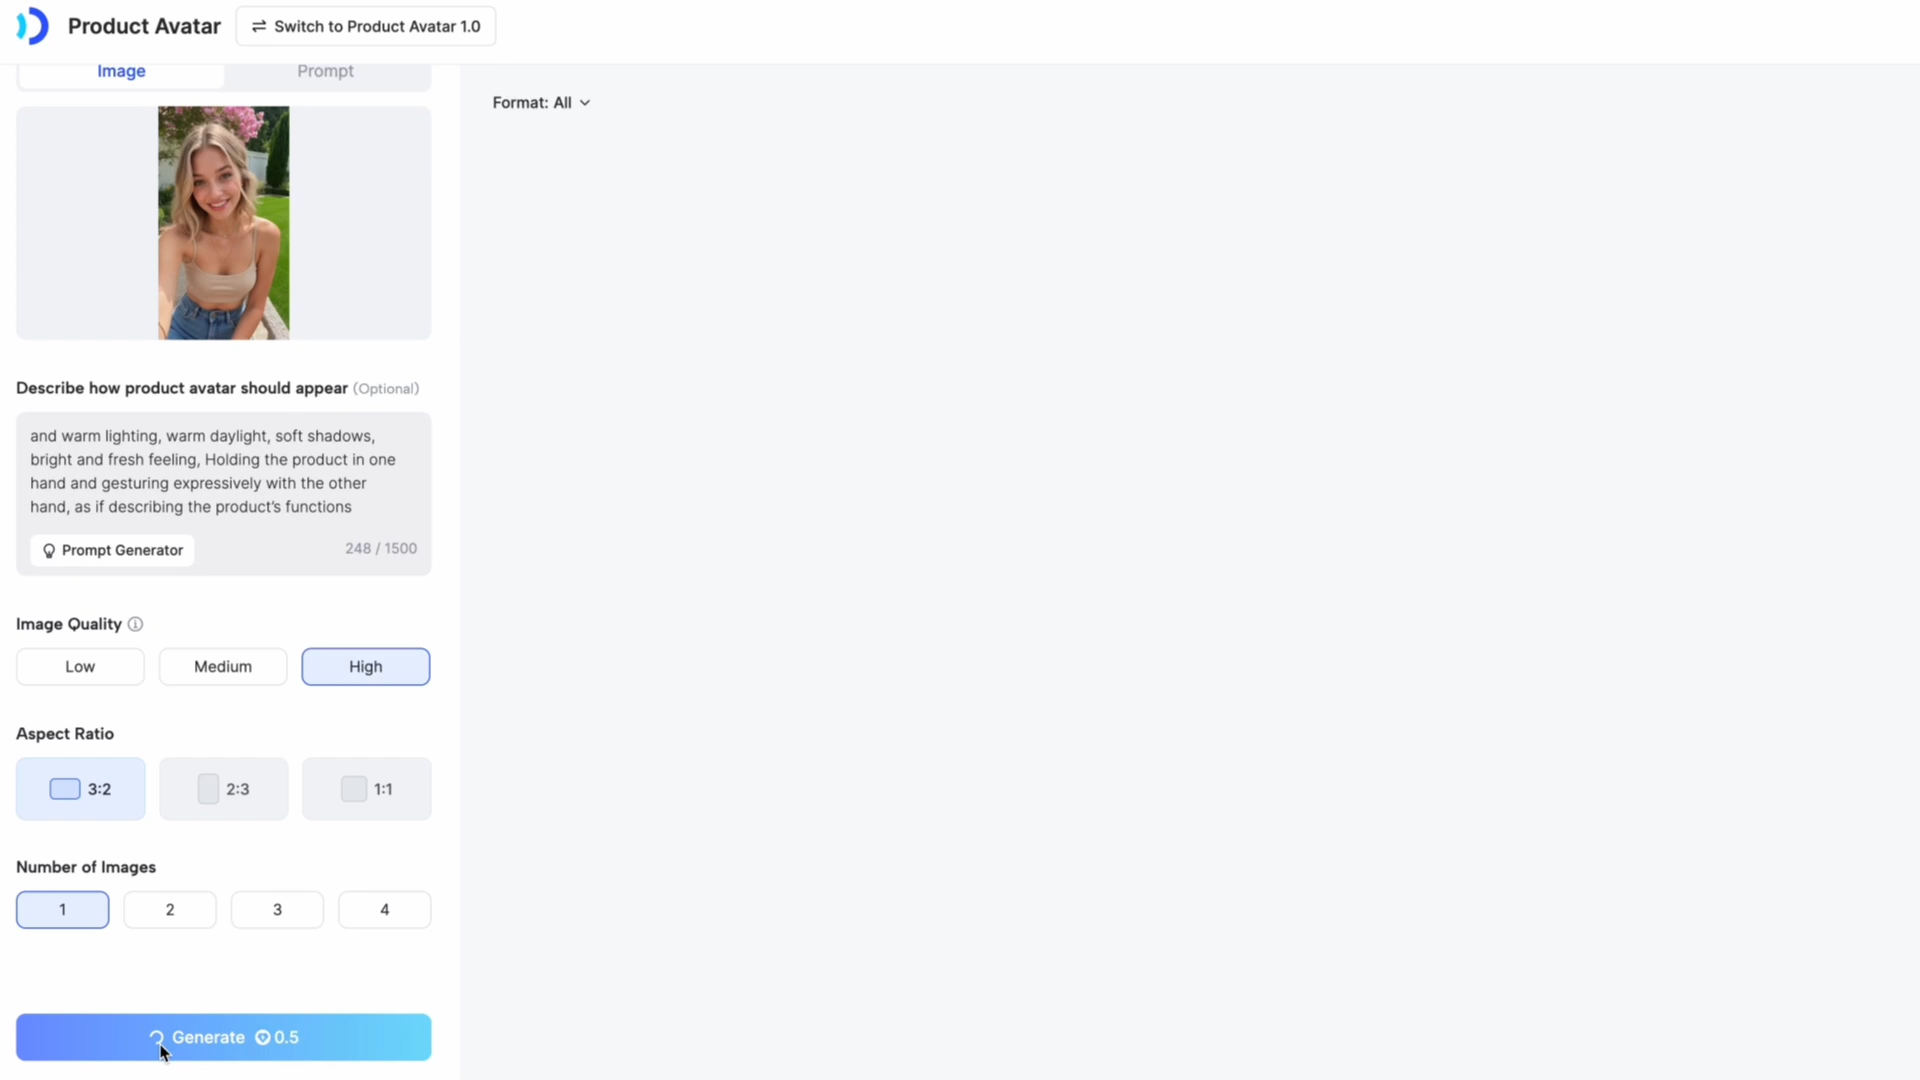 Product Avatar
Switch to Product Avatar 1.0
Image
Prompt
Format: All
Describe how product avatar should appear (Optional)
and warm lighting, warm daylight, soft shadows,
bright and fresh feeling, Holding the product in one
hand and gesturing expressively with the other
hand, as if describing the product’s functions
Prompt Generator
248 / 1500
Image Quality
Low
Medium
High
Aspect Ratio
3:2
2:3
1:1
Number of Images
1
2
3
4
Generate 0.5